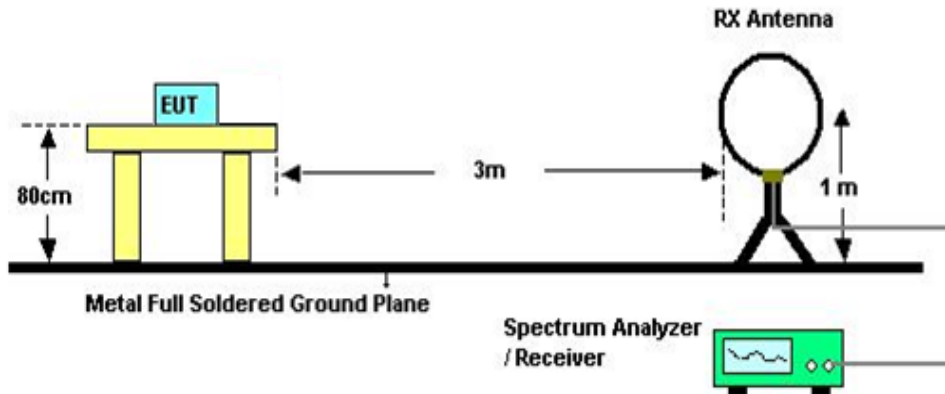 RX Antenna
EUT
80cm
3m
1 m
Metal Full Soldered Ground Plane
Spectrum Analyzer
/ Receiver